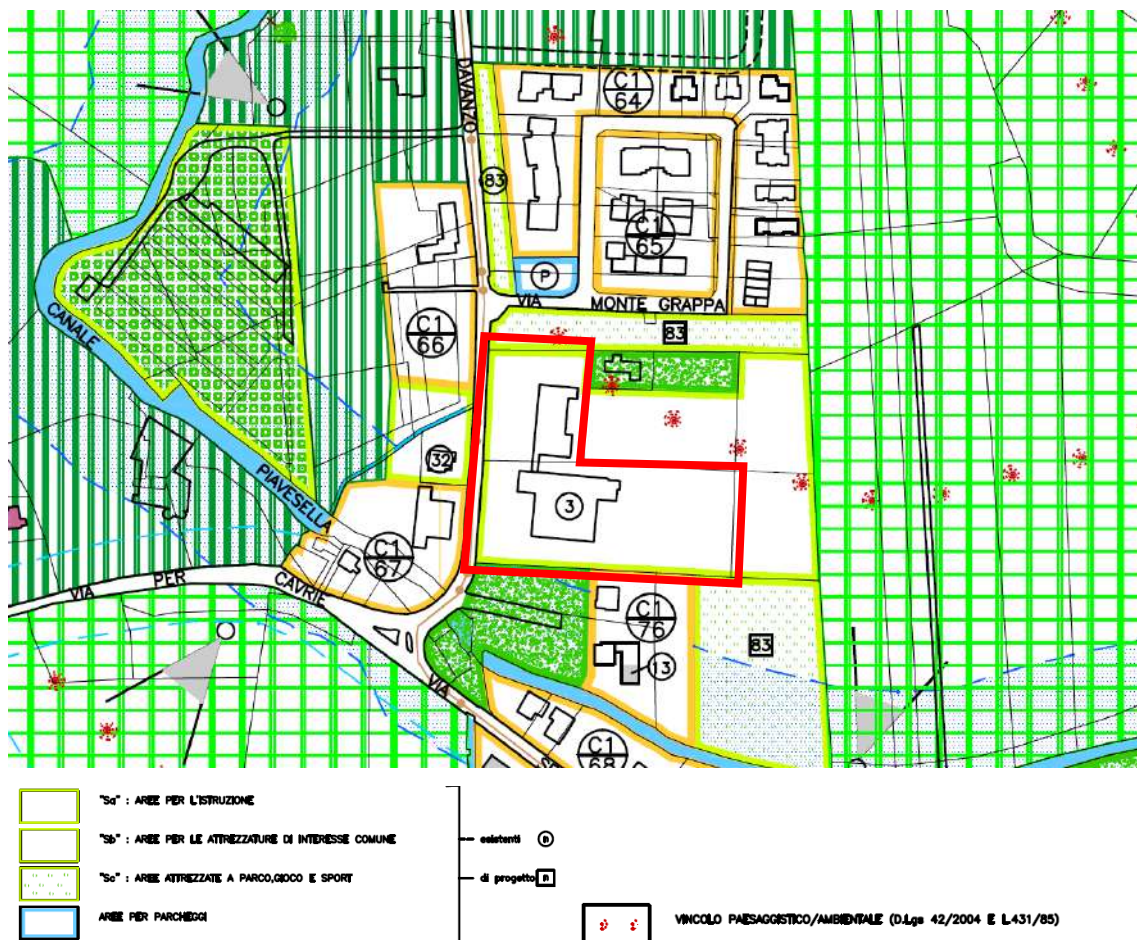 DAVANZO
C1
64
83
C1
65
P
VIA MONTE GRAPPA
C1
66
83
CANALE
32
3
PIAVESELLA
C1
67
VIA PER CAVRIE
C1
76
83
13
VIA
C1
68
"Sa" : AREE PER L'ISTRUZIONE
"Sb" : AREE PER LE ATTREZZATURE DI INTERESSE COMUNE
esistenti n
"Sc" : AREE ATTREZZATE A PARCO,GIOCO E SPORT
di progetto n
AREE PER PARCHEGGI
VINCOLO PAESAGGISTICO/AMBIENTALE (D.Lgs 42/2004 E L.431/85)